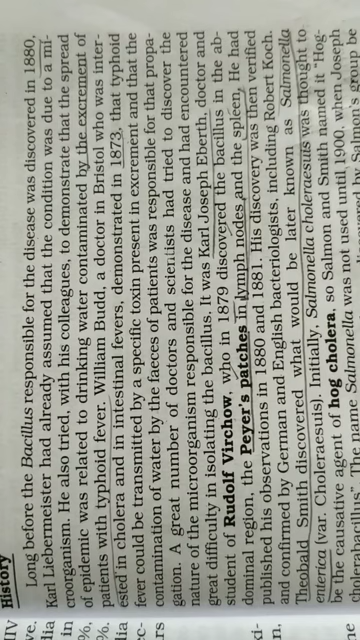 History
Long before the Bacillus responsible for the disease was discovered in 1880,
Karl Liebermeister had already assumed that the condition was due to a mi-
croorganism. He also tried, with his colleagues, to demonstrate that the spread
of epidemic was related to drinking water contaminated by the excrement of
patients with typhoid fever. William Budd, a doctor in Bristol who was inter-
ested in cholera and in intestinal fevers, demonstrated in 1873, that typhoid
fever could be transmitted by a specific toxin present in excrement and that the
contamination of water by the faeces of patients was responsible for that propa-
gation. A great number of doctors and scientists had tried to discover the
nature of the microorganism responsible for the disease and had encountered
great difficulty in isolating the bacillus. It was Karl Joseph Eberth, doctor and
student of Rudolf Virchow, who in 1879 discovered the bacillus in the ab-
dominal region, the Peyer's patches in lymph nodes and the spleen. He had
published his observations in 1880 and 1881. His discovery was then verified
and confirmed by German and English bacteriologists, including Robert Koch.
Theobald Smith discovered what would be later known as Salmonella
enterica (var. Choleraesuis). Initially, Salmonella choleraesuis was thought to
be the causative agent of hog cholera, so Salmon and Smith named it "Hog-
cholerabacillus". The name Salmonella was not used until 1900, when Joseph
IV
ve.
dia
in
%,
%.
dia
ec-
ars
d-
n,